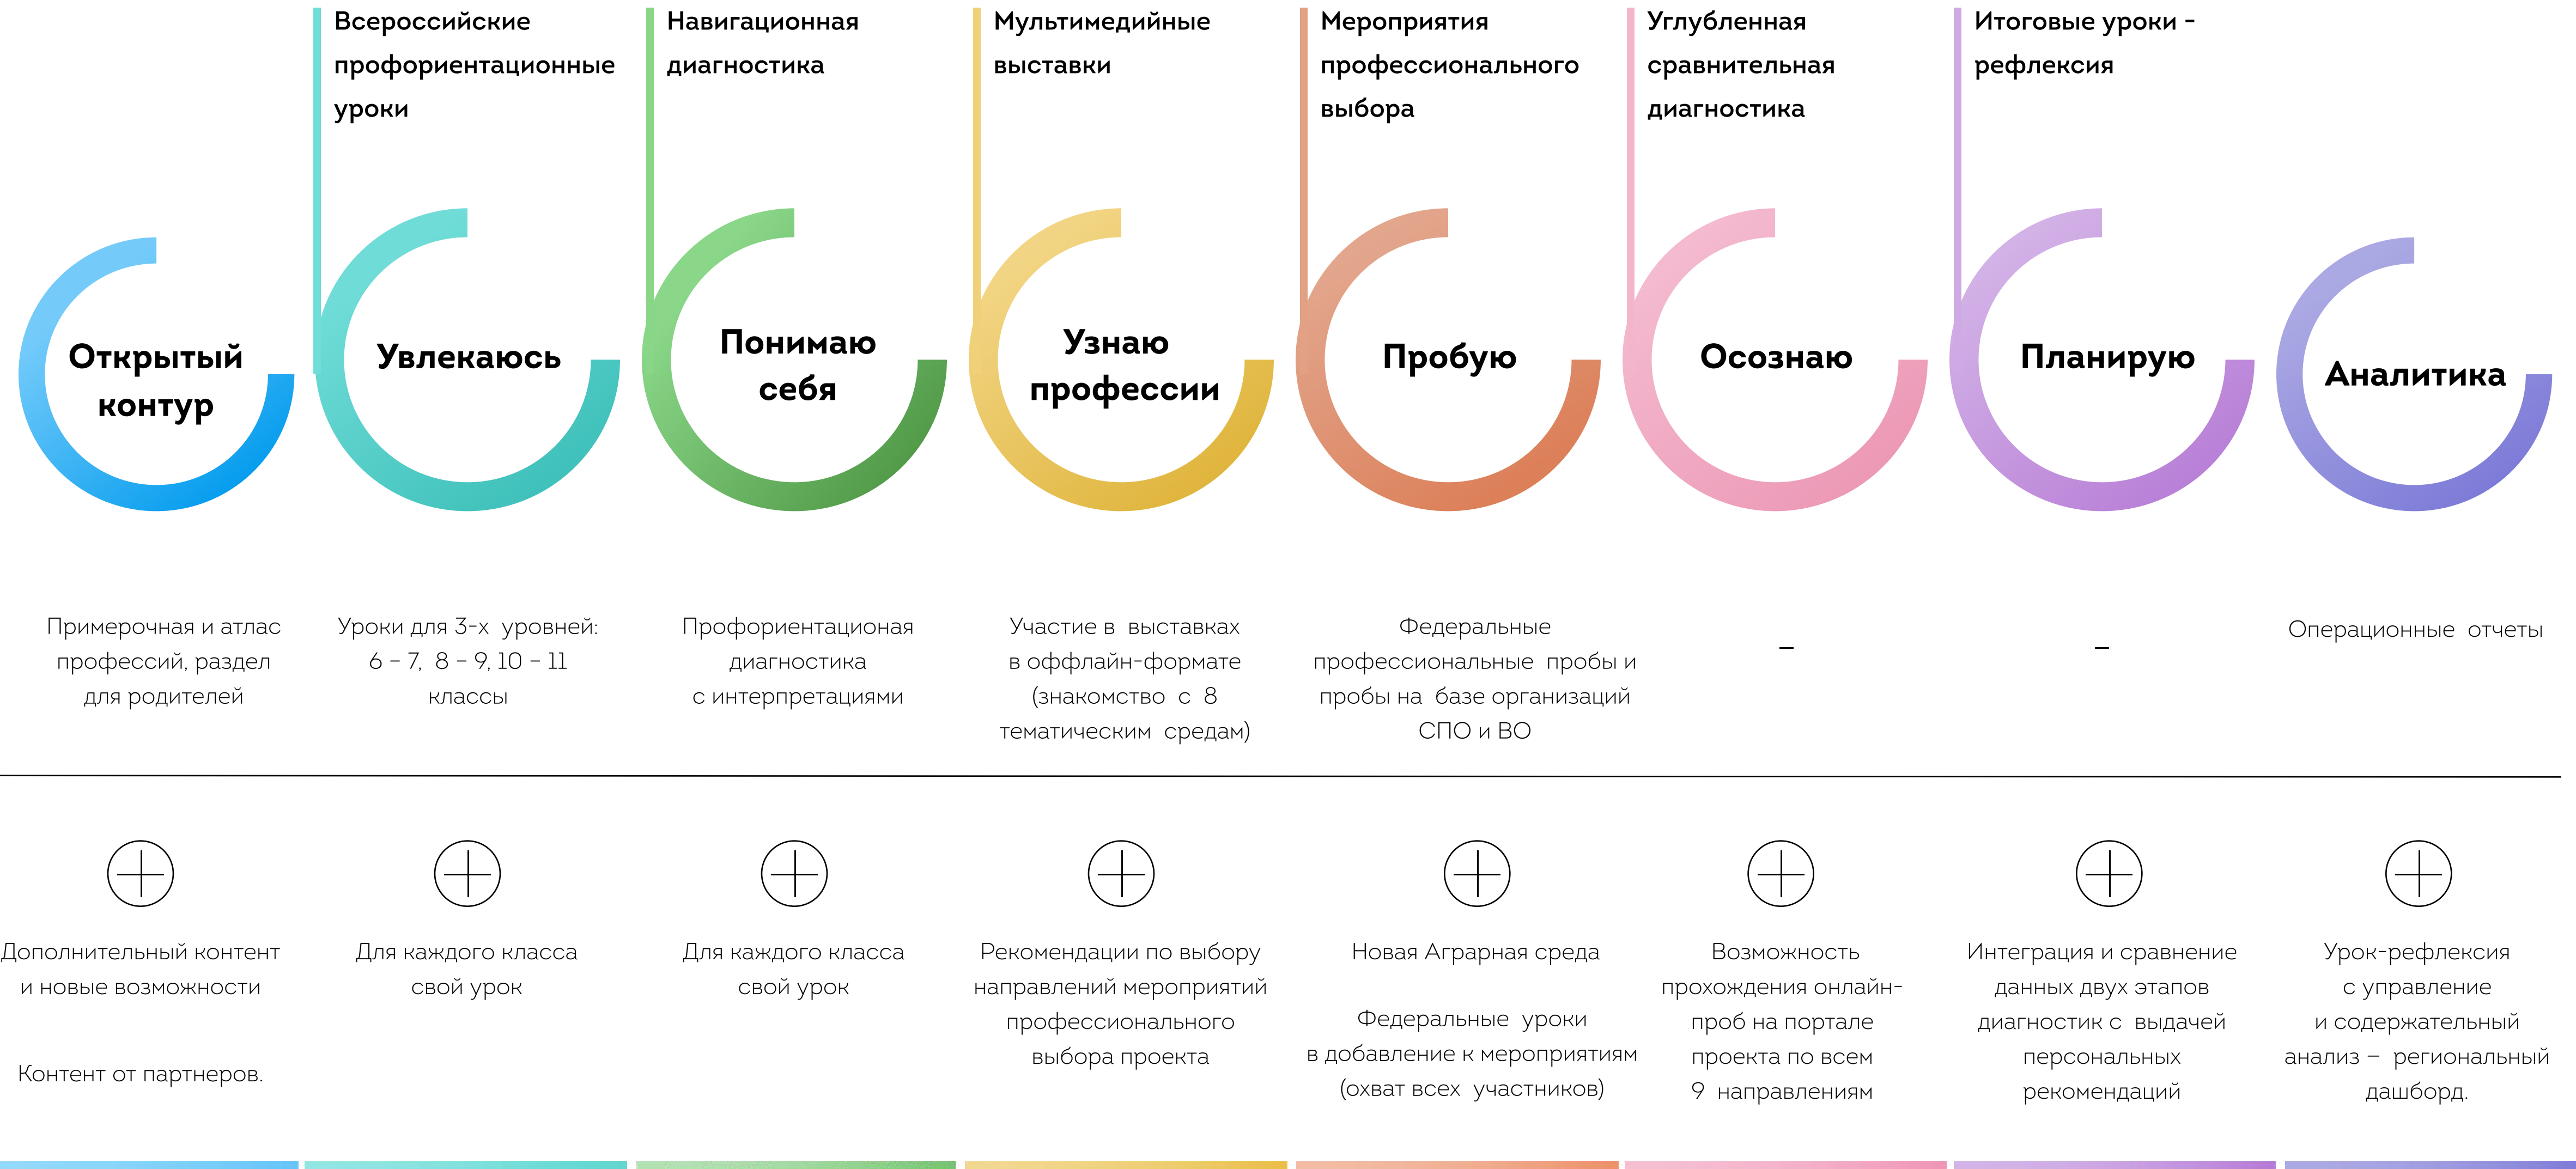 Всероссийские
профориентационные
уроки
Навигационная
диагностика
Мультимедийные
выставки
Мероприятия
профессионального
выбора
Углубленная
сравнительная
диагностика
Итоговые уроки -
рефлексия
Открытый
контур
Увлекаюсь
Понимаю
себя
Узнаю
профессии
Пробую
Осознаю
Планирую
Аналитика
Примерочная и атлас
профессий, раздел
для родителей
Уроки для 3-х уровней:
6 – 7, 8 – 9, 10 – 11
классы
Профориентационая
диагностика
с интерпретациями
Участие в выставках
в оффлайн-формате
(знакомство с 8
тематическим средам)
Федеральные
профессиональные пробы и
пробы на базе организаций
СПО и ВО
–
–
Операционные отчеты
Дополнительный контент
и новые возможности
Контент от партнеров.
Для каждого класса
свой урок
Для каждого класса
свой урок
Рекомендации по выбору
направлений мероприятий
профессионального
выбора проекта
Новая Аграрная среда
Федеральные уроки
в добавление к мероприятиям
(охват всех участников)
Возможность
прохождения онлайн-
проб на портале
проекта по всем
9 направлениям
Интеграция и сравнение
данных двух этапов
диагностик с выдачей
персональных
рекомендаций
Урок-рефлексия
с управление
и содержательный
анализ – региональный
дашборд.